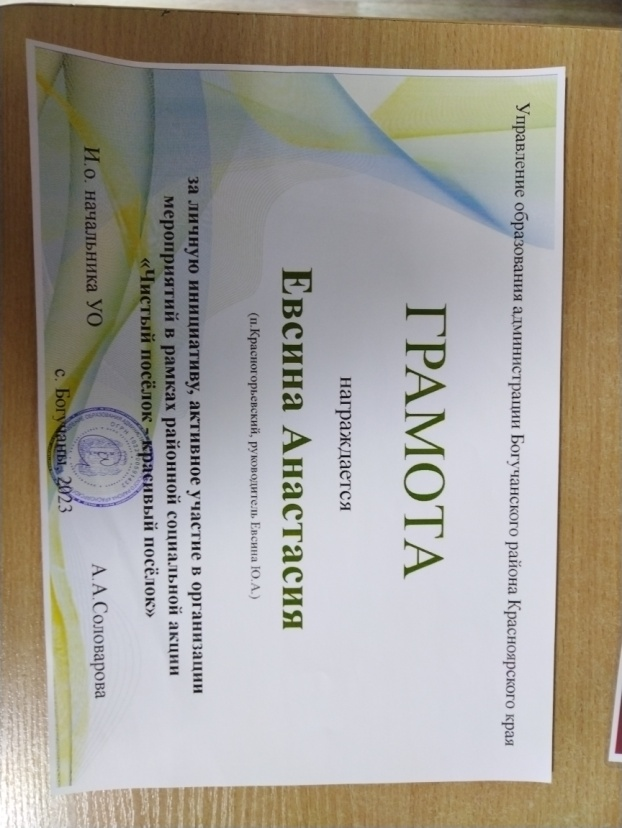 Управление образования администрации Богучанского района Красноярского края
ГРАМОТА
награждается
Евсина Анастасия
(п.Красногорьевский, руководитель Евсина Ю.А.)
за личную инициативу, активное участие в организации
мероприятий в рамках районной социальной акции
«Чистый посёлок - красивый посёлок»
И.о. начальника УО
А.А.Соловарова
с. Богучаны, 2023